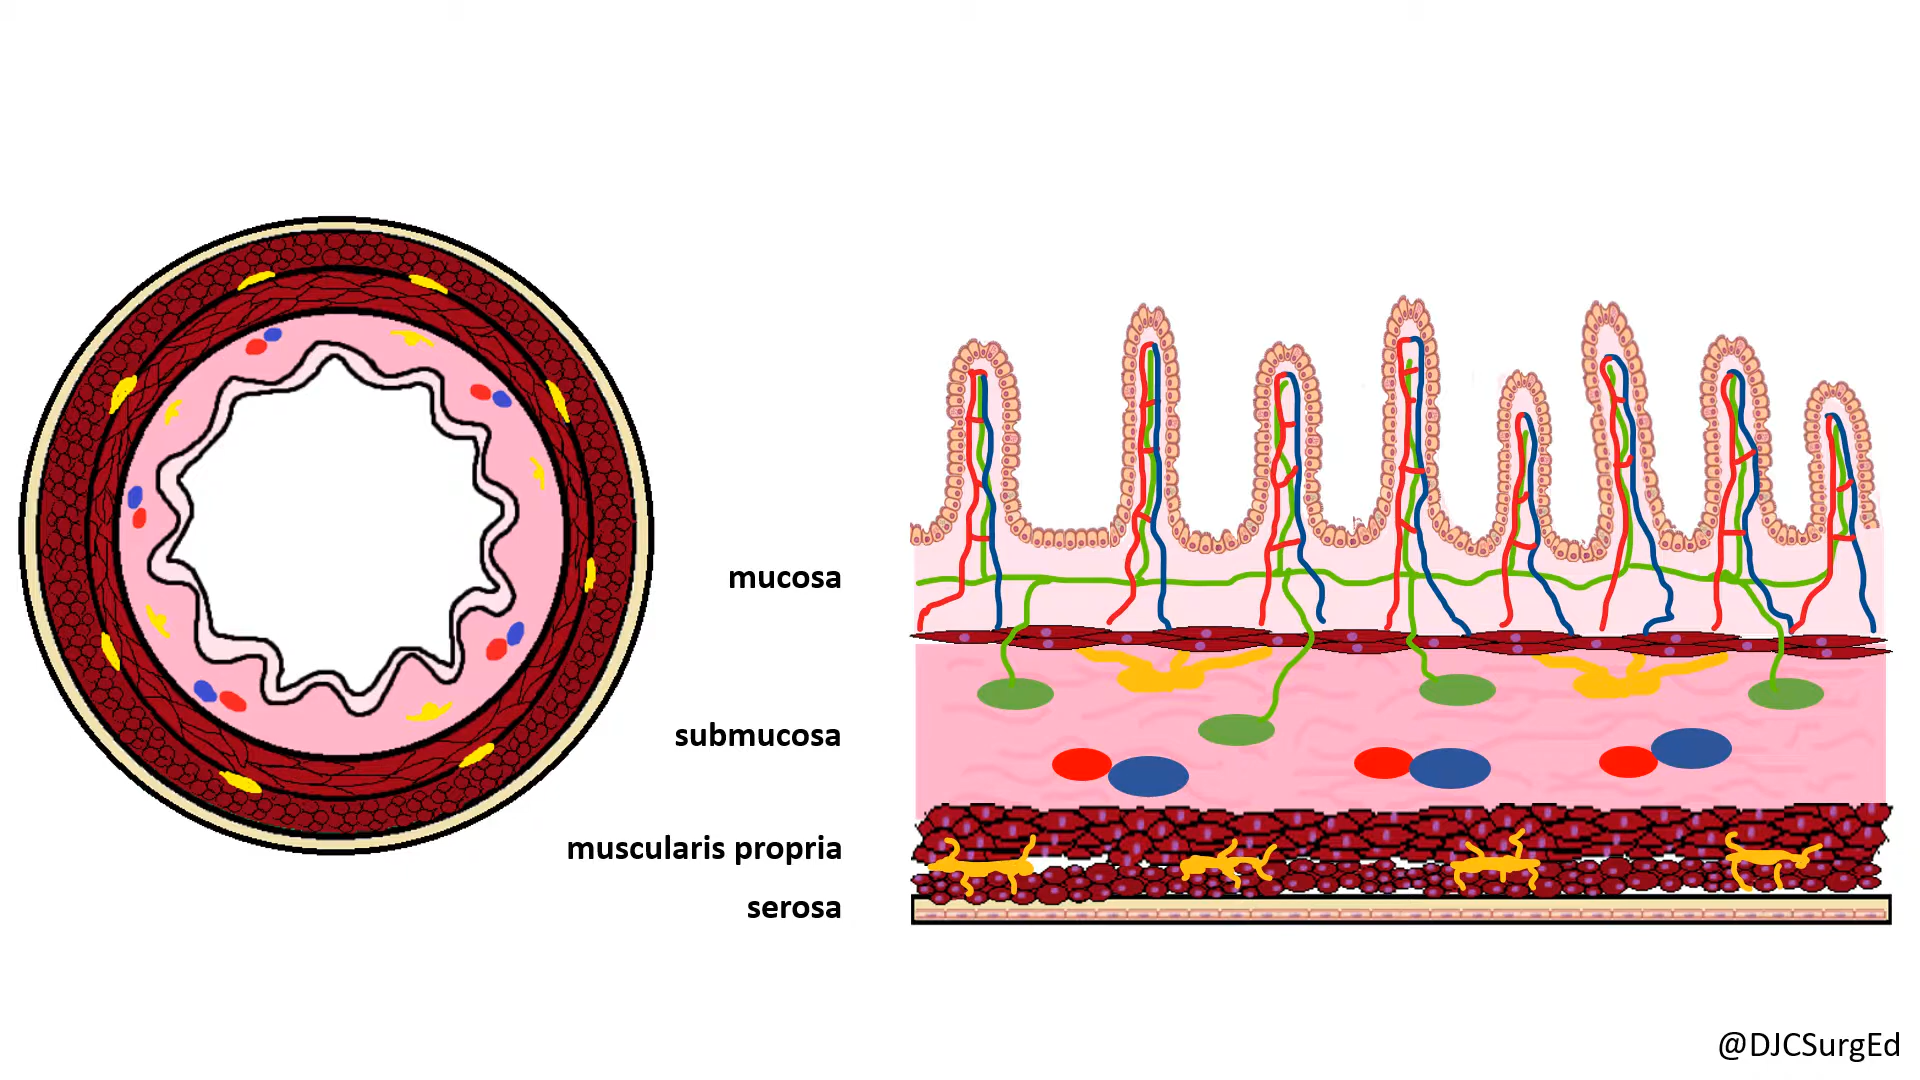 mucosa
submucosa
muscularis propria
serosa
@DJCSurgEd